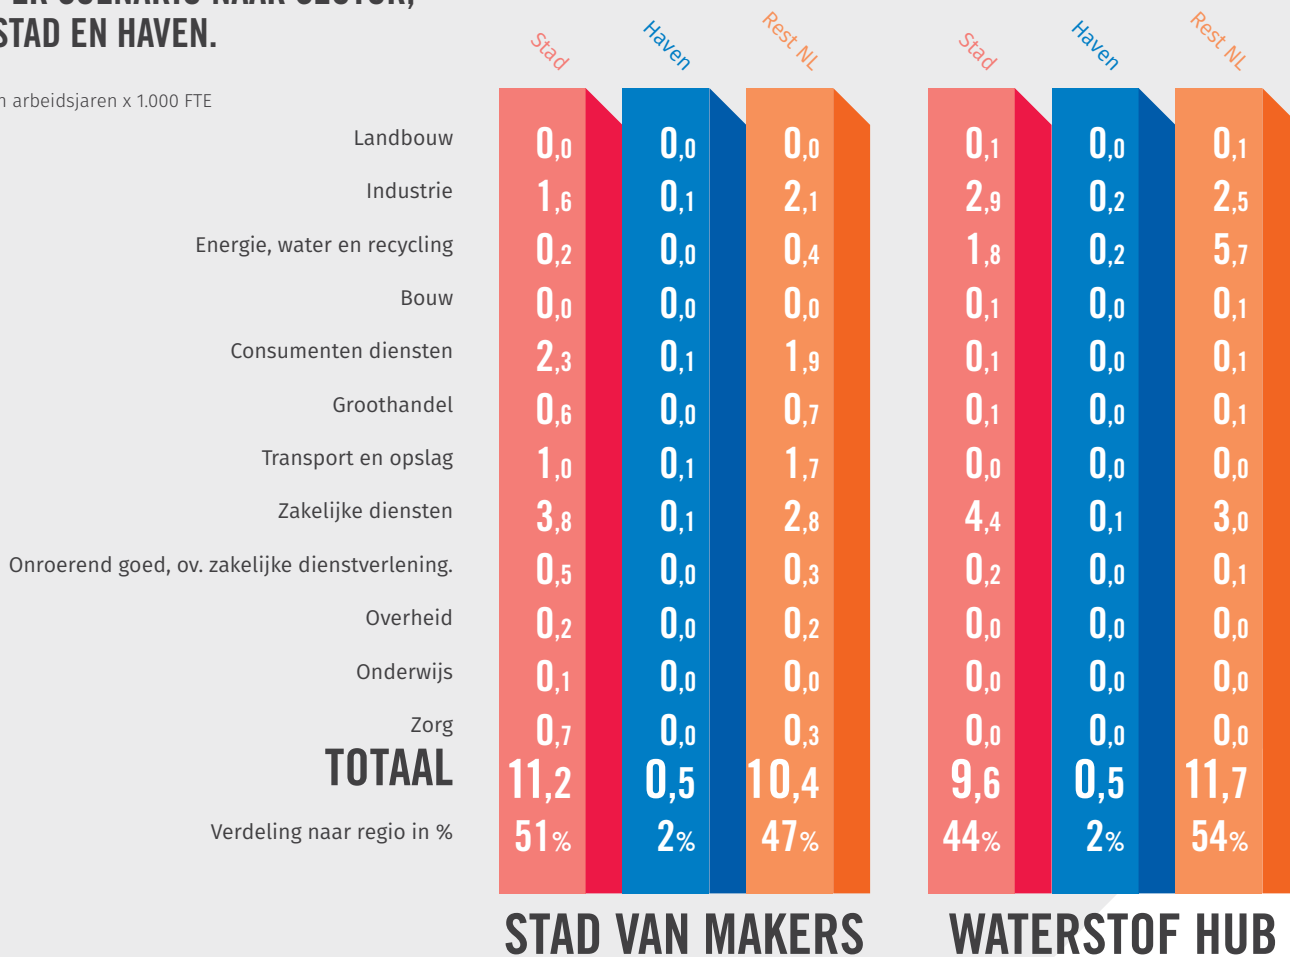 SCENARIO NAAR SECTOR,
STAD EN HAVEN.
arbeidsjaren x 1.000 FTE
Stad Haven Rest NL Stad Haven Rest NL
Landbouw 0,0 0,0 0,0 0,1 0,0 0,1
Industrie 1,6 0,1 2,1 2,9 0,2 2,5
Energie, water en recycling 0,2 0,0 0,4 1,8 0,2 5,7
Bouw 0,0 0,0 0,0 0,1 0,0 0,1
Consumenten diensten 2,3 0,1 1,9 0,1 0,0 0,1
Groothandel 0,6 0,0 0,7 0,1 0,0 0,1
Transport en opslag 1,0 0,1 1,7 0,0 0,0 0,0
Zakelijke diensten 3,8 0,1 2,8 4,4 0,1 3,0
Onroerend goed, ov. zakelijke dienstverlening. 0,5 0,0 0,3 0,2 0,0 0,1
Overheid 0,2 0,0 0,2 0,0 0,0 0,0
Onderwijs 0,1 0,0 0,0 0,0 0,0 0,0
Zorg 0,7 0,0 0,3 0,0 0,0 0,0
TOTAAL 11,2 0,5 10,4 9,6 0,5 11,7
Verdeling naar regio in % 51% 2% 47% 44% 2% 54%
STAD VAN MAKERS WATERSTOF HUB